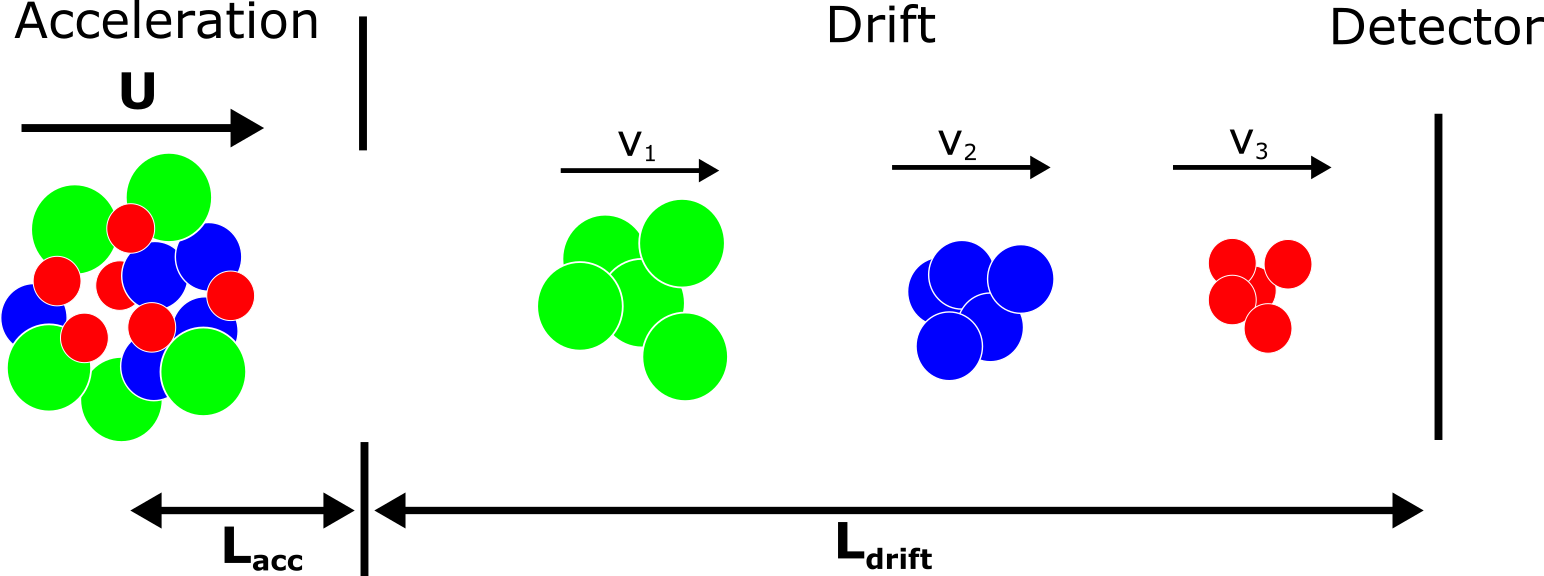 Acceleration
Drift
Detector
U
v1
v2
v3
Lacc
Ldrift